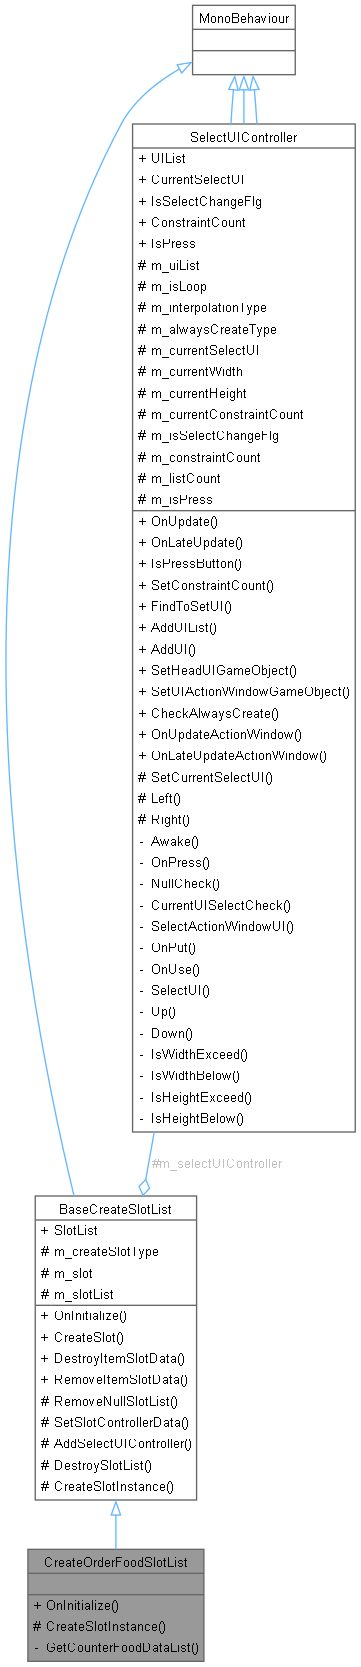 MonoBehaviour
SelectUIController
+ UIList
+ CurrentSelectUI
+ IsSelectChangeFlg
+ ConstraintCount
+ IsPress
# m_uiList
# m_isLoop
# m_interpolationType
# m_alwaysCreateType
# m_currentSelectUI
# m_currentWidth
# m_currentHeight
# m_currentConstraintCount
# m_isSelectChangeFlg
# m_constraintCount
# m_listCount
# m_isPress
+ OnUpdate()
+ OnLateUpdate()
+ IsPressButton()
+ SetConstraintCount()
+ FindToSetUI()
+ AddUIList()
+ AddUI()
+ SetHeadUIGameObject()
+ SetUIActionWindowGameObject()
+ CheckAlwaysCreate()
+ OnUpdateActionWindow()
+ OnLateUpdateActionWindow()
# SetCurrentSelectUI()
# Left()
# Right()
- Awake()
- OnPress()
- NullCheck()
- CurrentUISelectCheck()
- SelectActionWindowUI()
- OnPut()
- OnUse()
- SelectUI()
- Up()
- Down()
- IsWidthExceed()
- IsWidthBelow()
- IsHeightExceed()
- IsHeightBelow()
#m_selectUIController
BaseCreateSlotList
+ SlotList
# m_createSlotType
# m_slot
# m_slotList
+ OnInitialize()
+ CreateSlot()
+ DestroyItemSlotData()
+ RemoveItemSlotData()
# RemoveNullSlotList()
# SetSlotControllerData()
# AddSelectUIController()
# DestroySlotList()
# CreateSlotInstance()
CreateOrderFoodSlotList
+ OnInitialize()
# CreateSlotInstance()
- GetCounterFoodDataList()